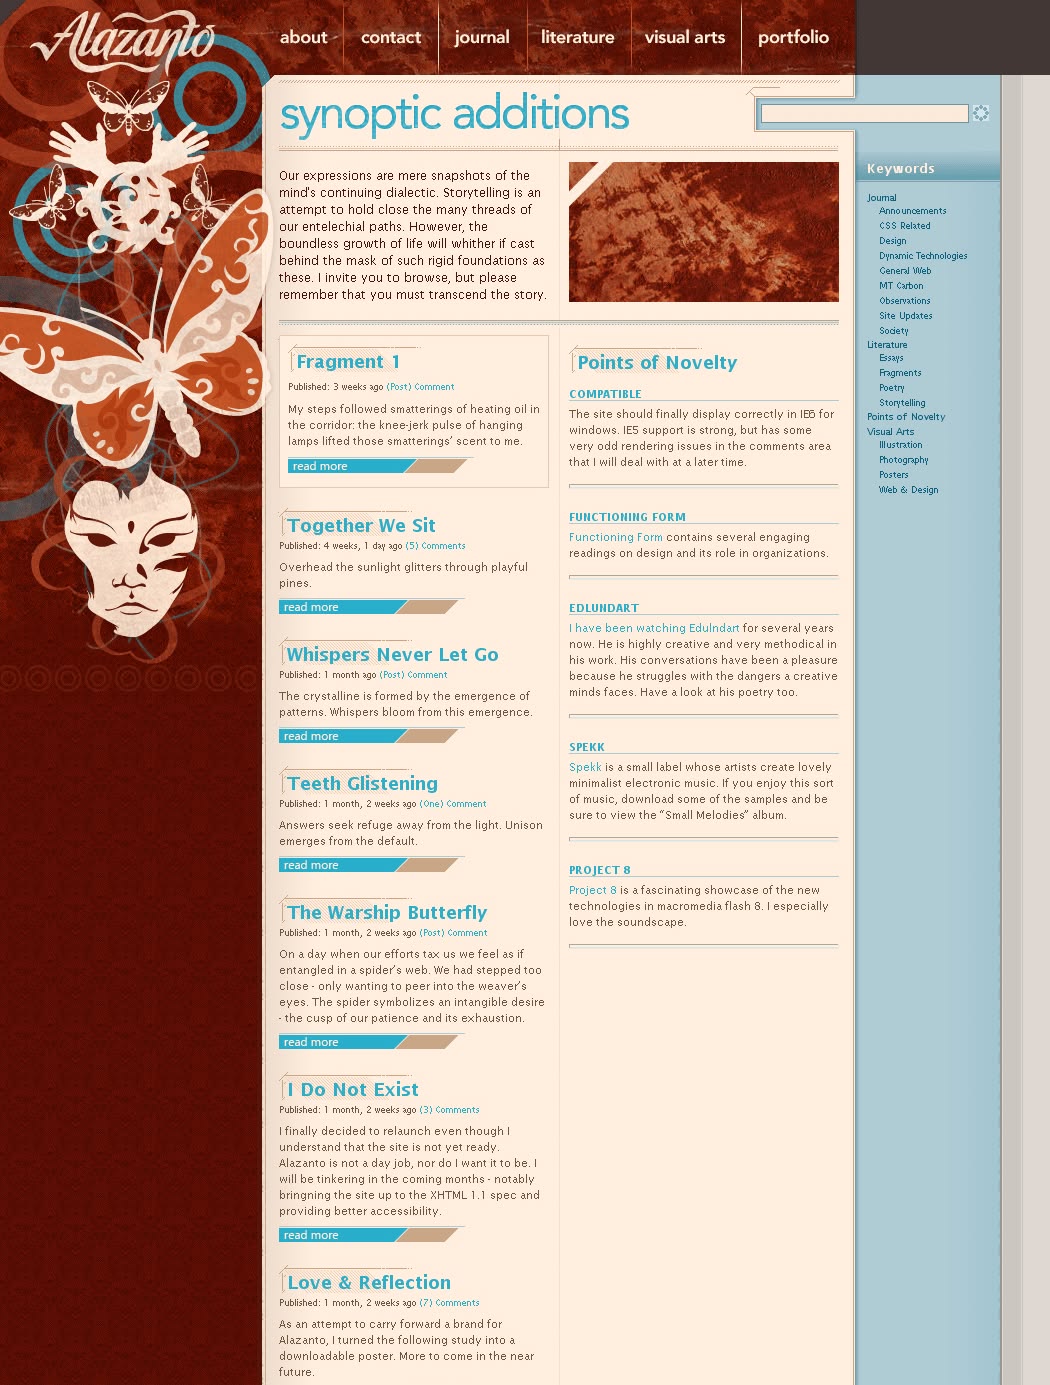 Alazanto
about
contact
journal
literature
visual arts
portfolio
synoptic additions
Our expressions are mere snapshots of the
mind's continuing dialectic. Storytelling is an
attempt to hold close the many threads of
our entelechial paths. However, the
boundless growth of life will whither if cast
behind the mask of such rigid foundations as
these. I invite you to browse, but please
remember that you must transcend the story.
Fragment 1
Published: 3 weeks ago (Post) Comment
My steps followed smatterings of heating oil in
the corridor: the knee-jerk pulse of hanging
lamps lifted those smatterings' scent to me.
read more
Together We Sit
Published: 4 weeks, 1 day ago (5) Comments
Overhead the sunlight glitters through playful
pines.
read more
Whispers Never Let Go
Published: 1 month ago (Post) Comment
The crystalline is formed by the emergence of
patterns. Whispers bloom from this emergence.
read more
Teeth Glistening
Published: 1 month, 2 weeks ago (One) Comment
Answers seek refuge away from the light. Unison
emerges from the default.
read more
The Warship Butterfly
Published: 1 month, 2 weeks ago (Post) Comment
On a day when our efforts tax us we feel as if
entangled in a spider's web. We had stepped too
close - only wanting to peer into the weaver's
eyes. The spider symbolizes an intangible desire
- the cusp of our patience and its exhaustion.
read more
I Do Not Exist
Published: 1 month, 2 weeks ago (3) Comments
I finally decided to relaunch even though I
understand that the site is not yet ready.
Alazanto is not a day job, nor do I want it to be. I
will be tinkering in the coming months - notably
bringning the site up to the XHTML 1.1 spec and
providing better accessibility.
read more
Love & Reflection
Published: 1 month, 2 weeks ago (7) Comments
As an attempt to carry forward a brand for
Alazanto, I turned the following study into a
downloadable poster. More to come in the near
future.
Points of Novelty
COMPATIBLE
The site should finally display correctly in IE6 for
windows. IE5 support is strong, but has some
very odd rendering issues in the comments area
that I will deal with at a later time.
FUNCTIONING FORM
Functioning Form contains several engaging
readings on design and its role in organizations.
EDLUNDART
I have been watching Edulndart for several years
now. He is highly creative and very methodical in
his work. His conversations have been a pleasure
because he struggles with the dangers a creative
minds faces. Have a look at his poetry too.
SPEKK
Spekk is a small label whose artists create lovely
minimalist electronic music. If you enjoy this sort
of music, download some of the samples and be
sure to view the “Small Melodies” album.
PROJECT 8
Project 8 is a fascinating showcase of the new
technologies in macromedia flash 8. I especially
love the soundscape.
Keywords
Journal
Announcements
CSS Related
Design
Dynamic Technologies
General Web
MT Carbon
Observations
Site Updates
Society
Literature
Essays
Fragments
Poetry
Storytelling
Points of Novelty
Visual Arts
Illustration
Photography
Posters
Web & Design